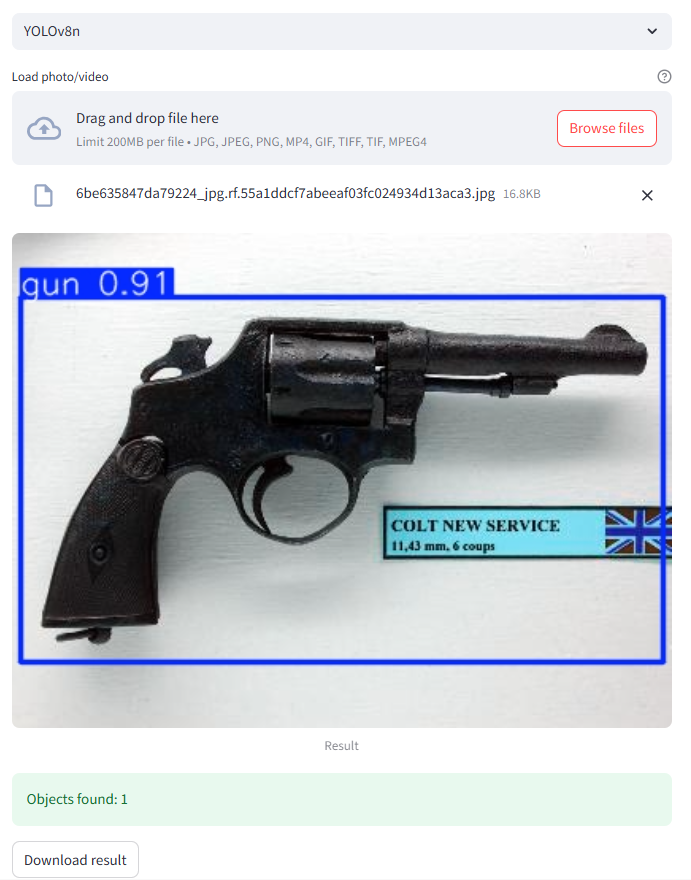 YOLOv8n
Load photo/video
Drag and drop file here
Limit 200MB per file • JPG, JPEG, PNG, MP4, GIF, TIFF, TIF, MPEG4
Browse files
6be635847da79224_jpg.rf.55a1ddcf7abeeaf03fc024934d13aca3.jpg 16.8KB
gun 0.91
COLT NEW SERVICE
11,43 mm, 6 coups
Result
Objects found: 1
Download result